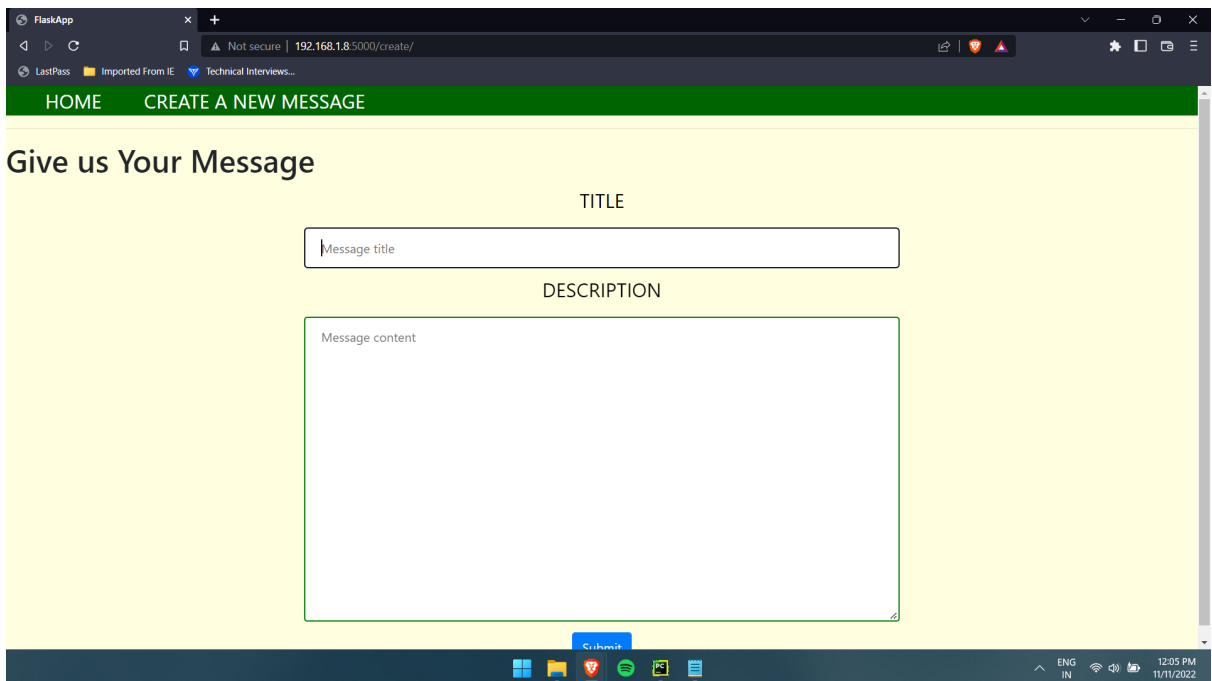 FlaskApp
Not secure | 192.168.1.8:5000/create/
LastPass Imported From IE Technical Interviews...
HOME CREATE A NEW MESSAGE
Give us Your Message
TITLE
Message title
DESCRIPTION
Message content
Submit
PC
ENG
IN
12:05 PM
11/11/2022